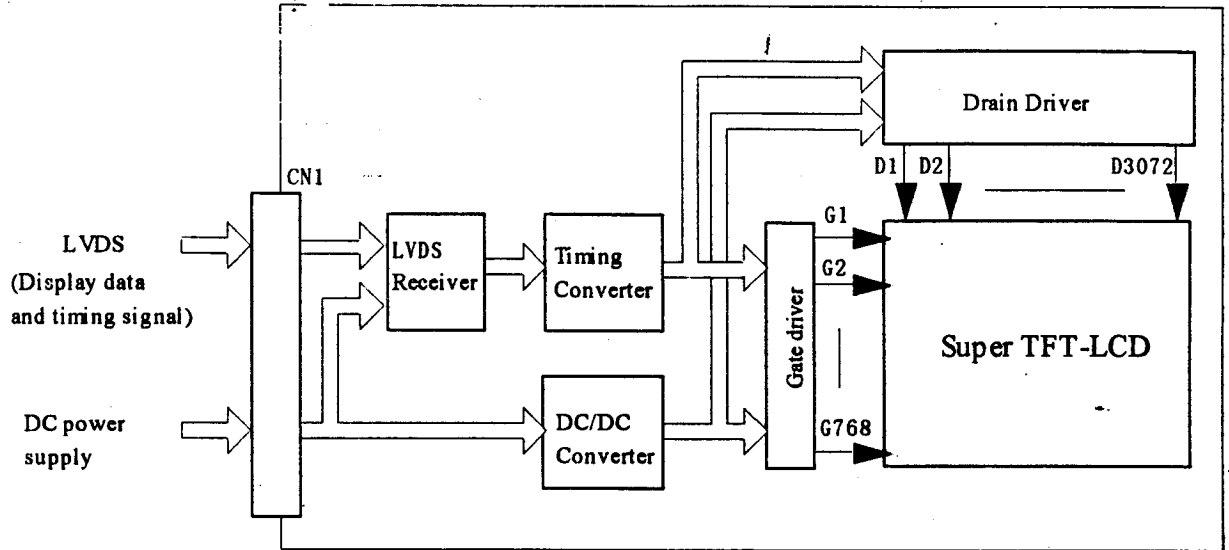 CN1
LVDS
(Display data
and timing signal)
DC power
supply
LVDS
Receiver
Timing
Converter
DC/DC
Converter
Gate driver
Drain Driver
D1 D2 D3072
G1
G2
G768
Super TFT-LCD